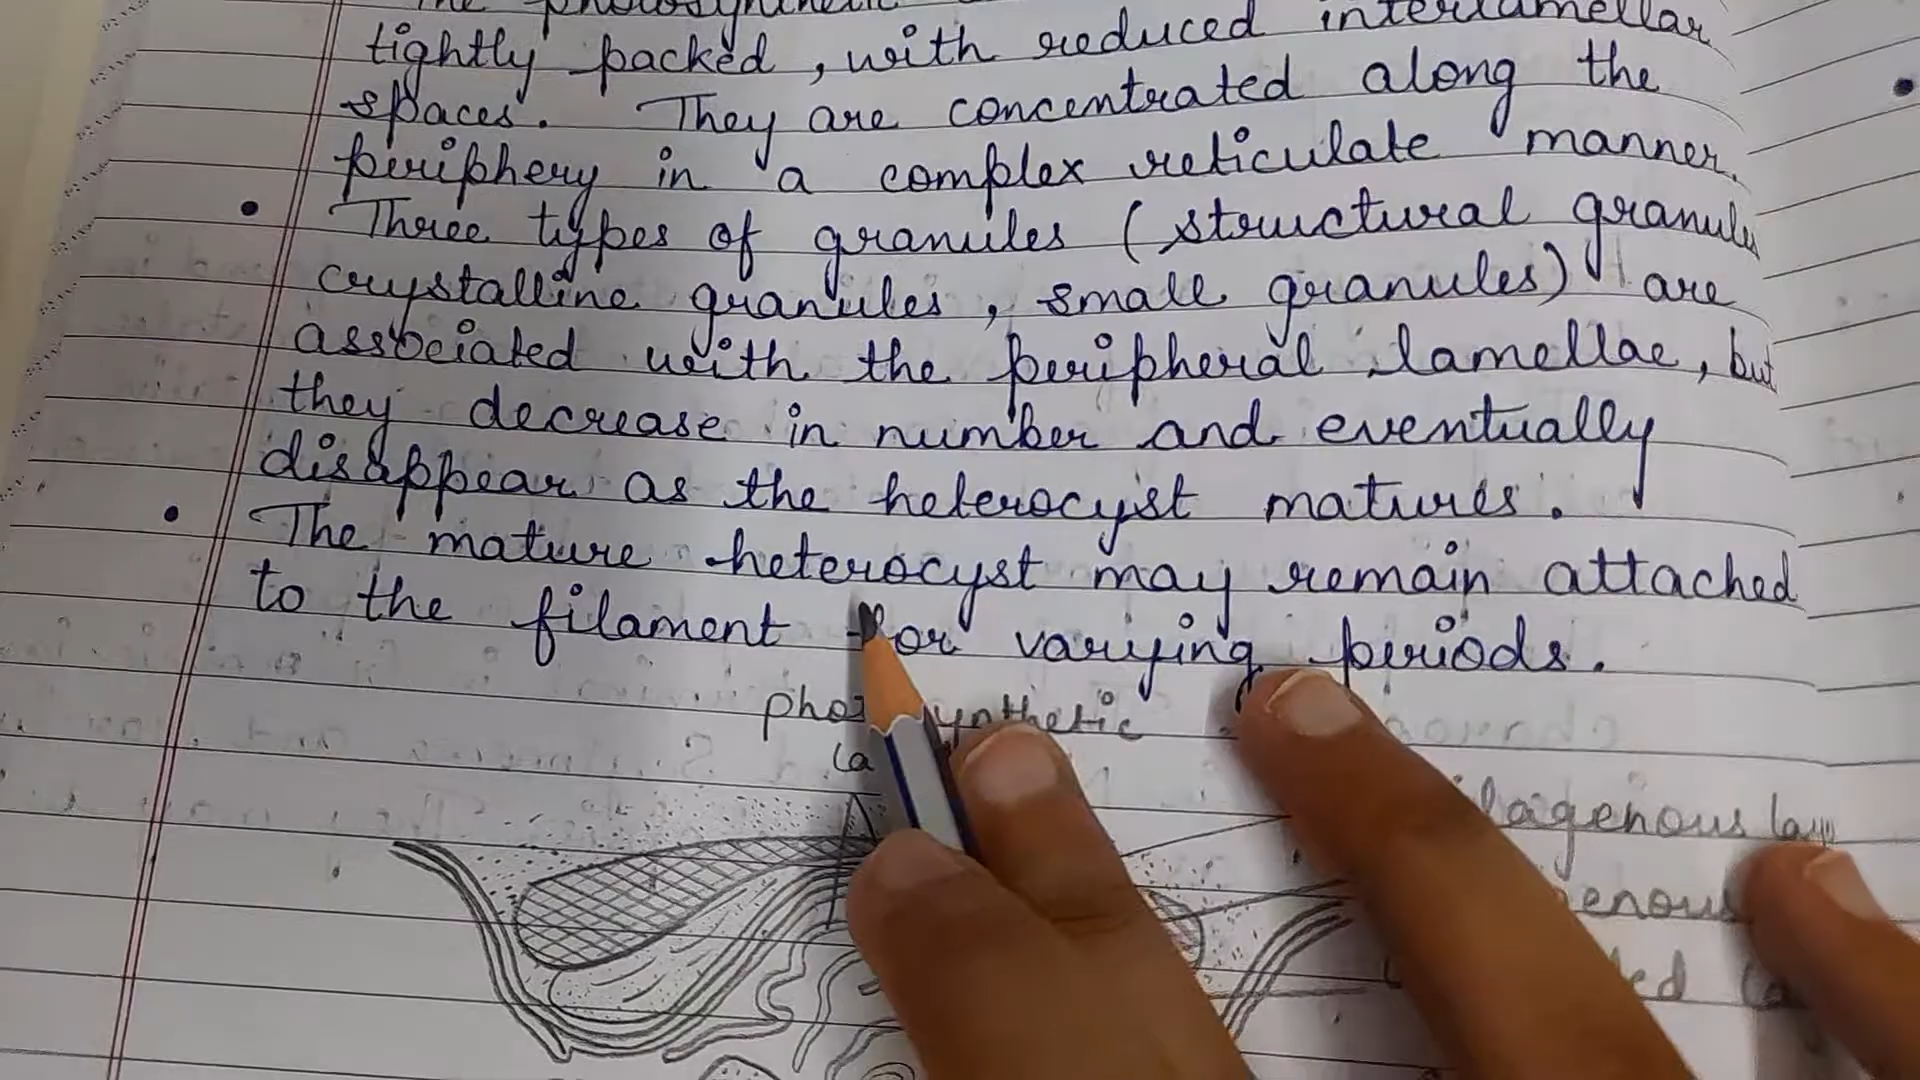 The photosynthetic
tightly packed, with reduced interlamellar
spaces. They are concentrated along the
periphery in a complex reticulate manner.
Three types of granules (structural granules
crystalline granules, small granules) are
associated with the peripheral lamellae, but
they decrease in number and eventually
disappear as the heterocyst matures.
The mature heterocyst may remain attached
to the filament for varying periods.